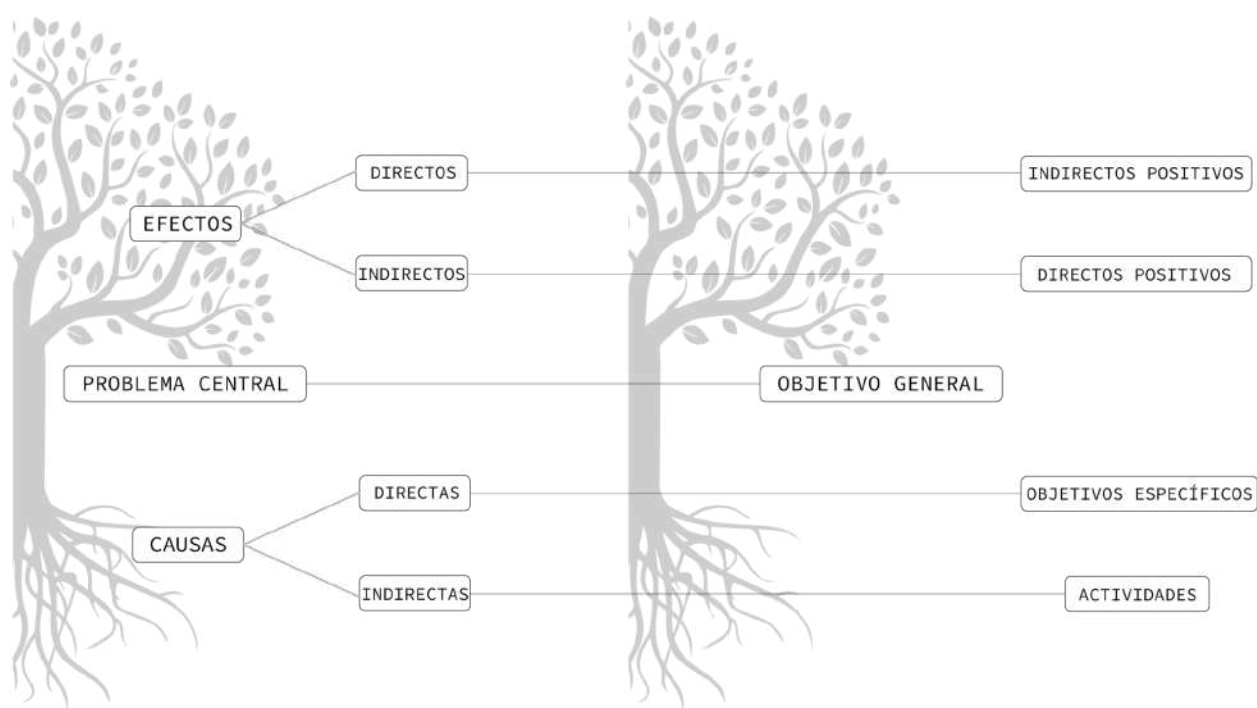 DIRECTOS
INDIRECTOS POSITIVOS
EFECTOS
INDIRECTOS
DIRECTOS POSITIVOS
PROBLEMA CENTRAL
OBJETIVO GENERAL
DIRECTAS
OBJETIVOS ESPECÍFICOS
CAUSAS
INDIRECTAS
ACTIVIDADES